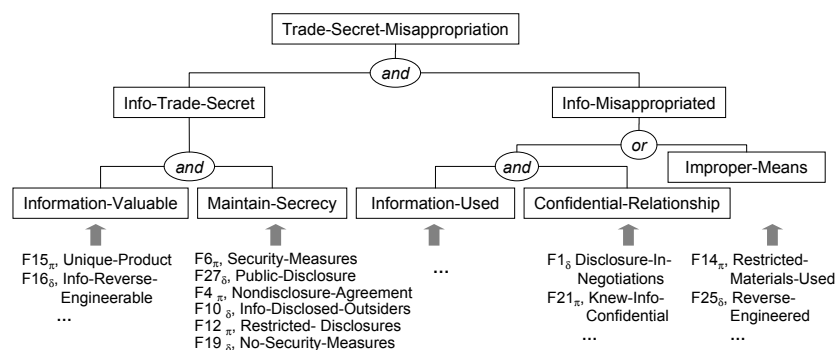 Trade-Secret-Misappropriation
and
Info-Trade-Secret
Info-Misappropriated
and
or
and
Improper-Means
Information-Valuable
Maintain-Secrecy
Information-Used
Confidential-Relationship
F15π, Unique-Product
F16δ, Info-Reverse-
Engineerable
...
F6π, Security-Measures
F27δ, Public-Disclosure
F4 π, Nondisclosure-Agreement
F10 δ, Info-Disclosed-Outsiders
F12 π, Restricted- Disclosures
F19 δ, No-Security-Measures
...
F1δ Disclosure-In-
Negotiations
F21π, Knew-Info-
Confidential
...
F14π, Restricted-
Materials-Used
F25δ, Reverse-
Engineered
...